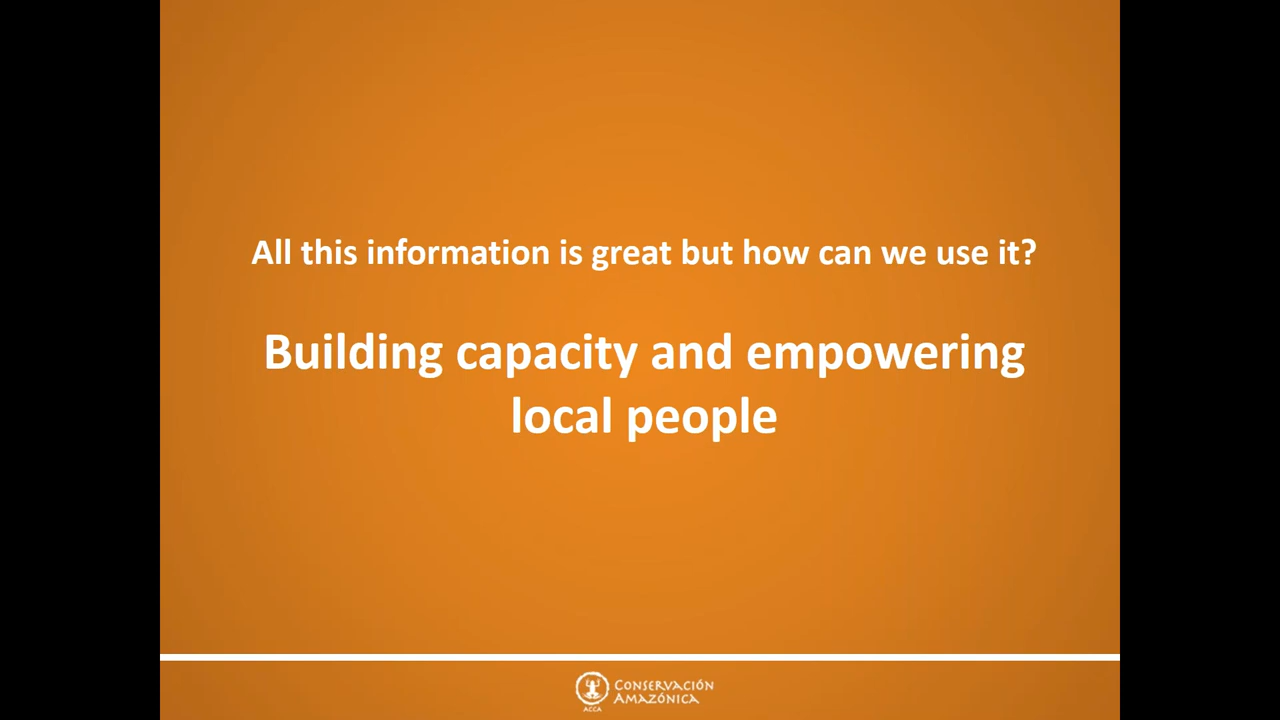 All this information is great but how can we use it?
Building capacity and empowering
local people
CONSERVACIÓN
AMAZÓNICA
ACCA